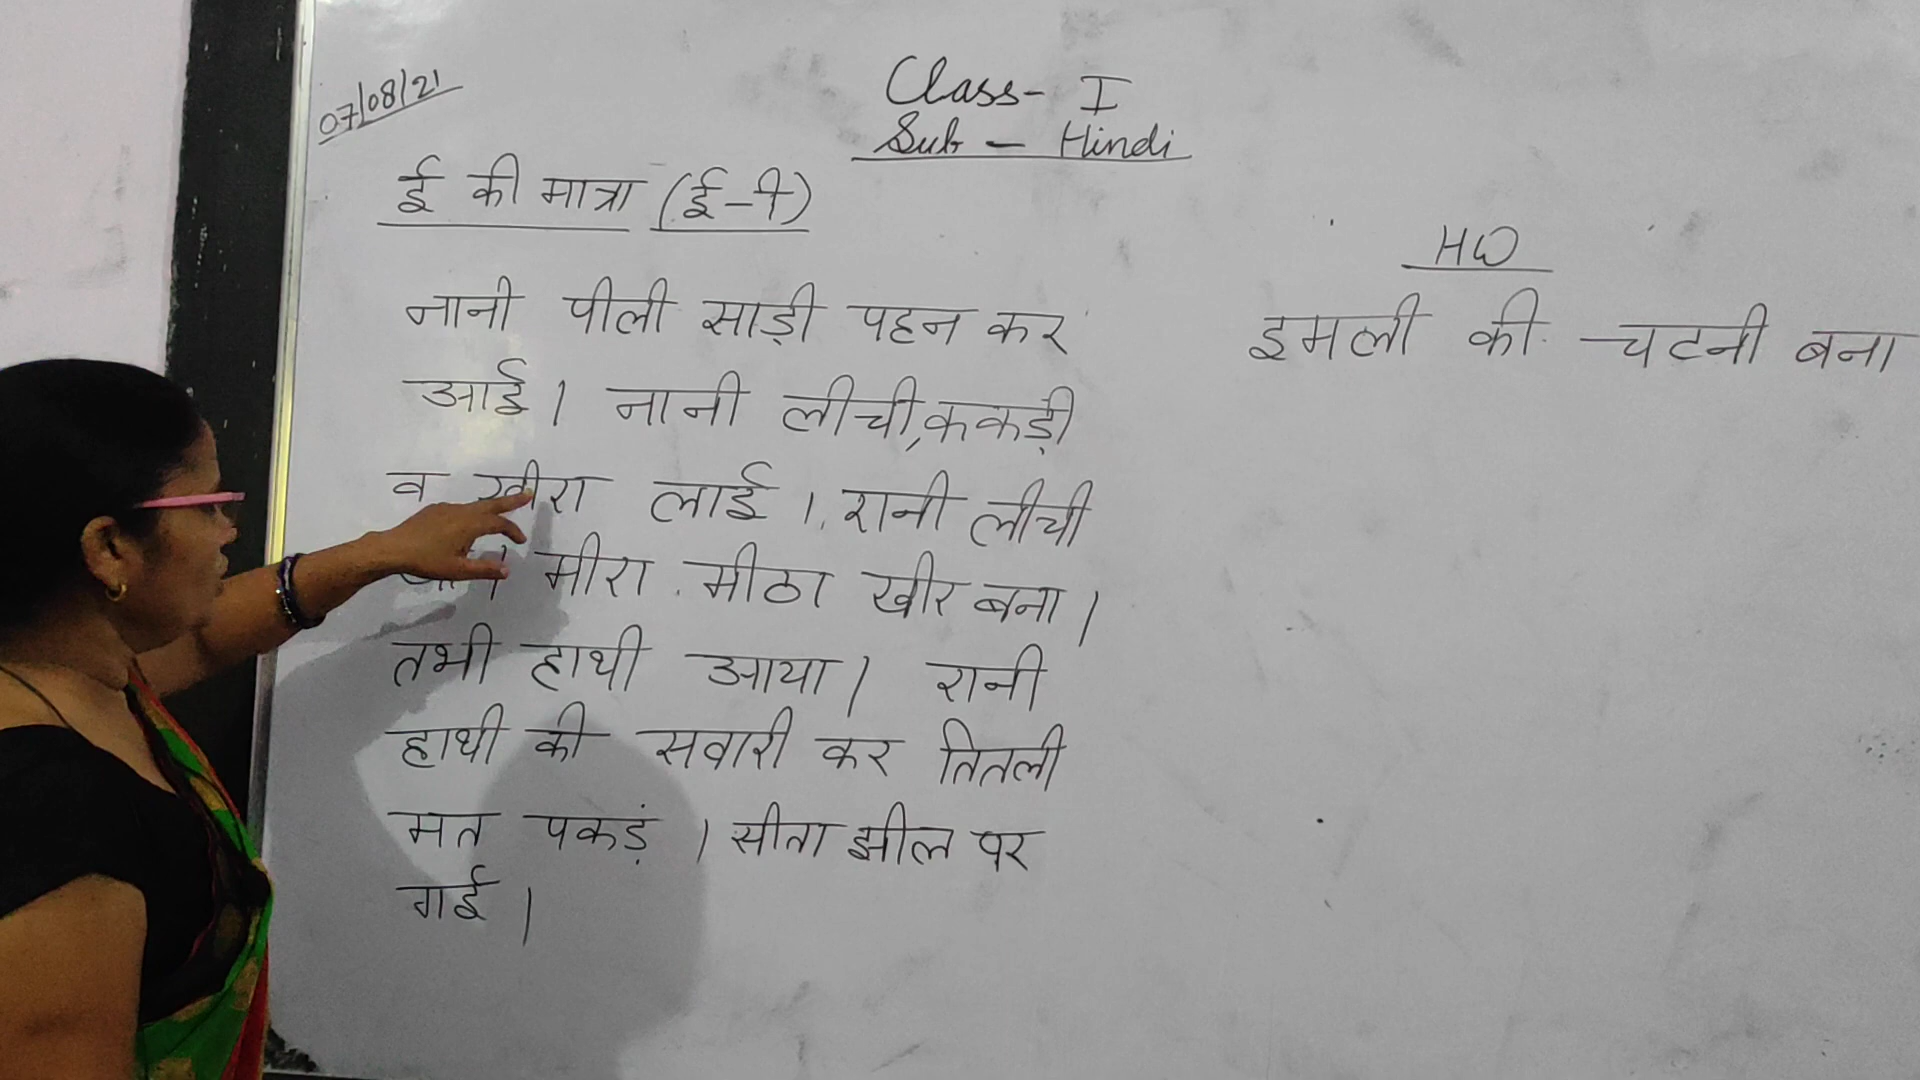 07/08/21
Class- I
Sub - Hindi
ई की मात्रा (ई-ी)
नानी पीली साड़ी पहन कर
आई। नानी लीची,ककड़ी
व खीरा लाई। रानी लीची
। मीरा मीठा खीर बना।
तभी हाथी आया। रानी
हाथी की सवारी कर तितली
मत पकड़ं। सीता झील पर
गई।
HW
इमली की चटनी बना